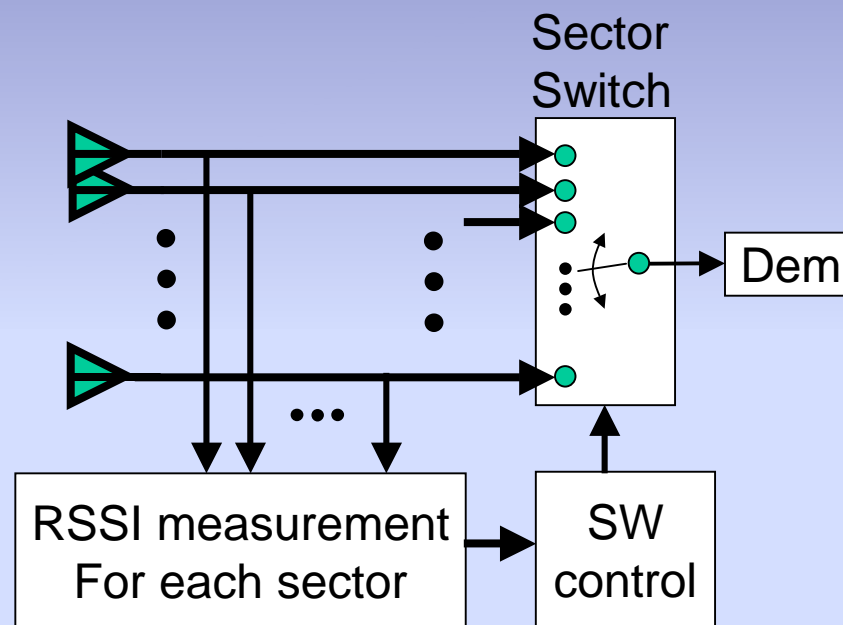 Sector
Switch
Dem
RSSI measurement
For each sector
SW
control